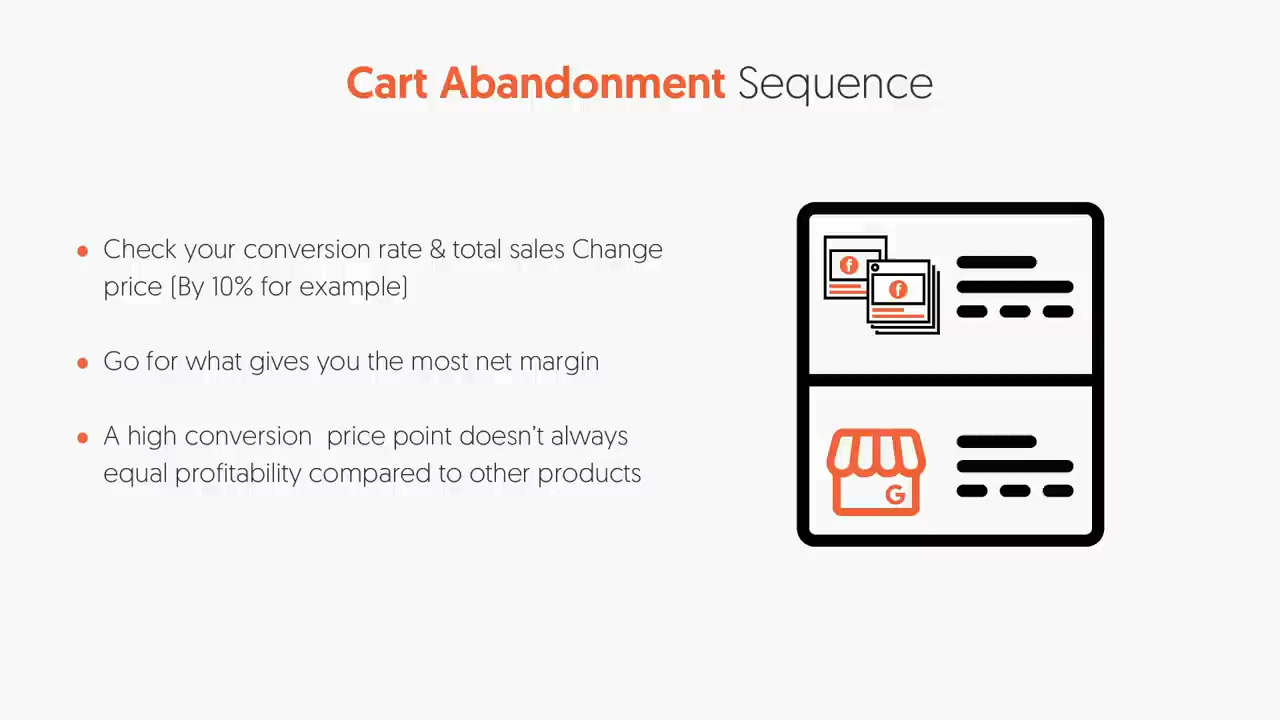 Cart Abandonment Sequence
• Check your conversion rate & total sales Change
price (By 10% for example)
• Go for what gives you the most net margin
• A high conversion  price point doesn't always
equal profitability compared to other products
f
f
G